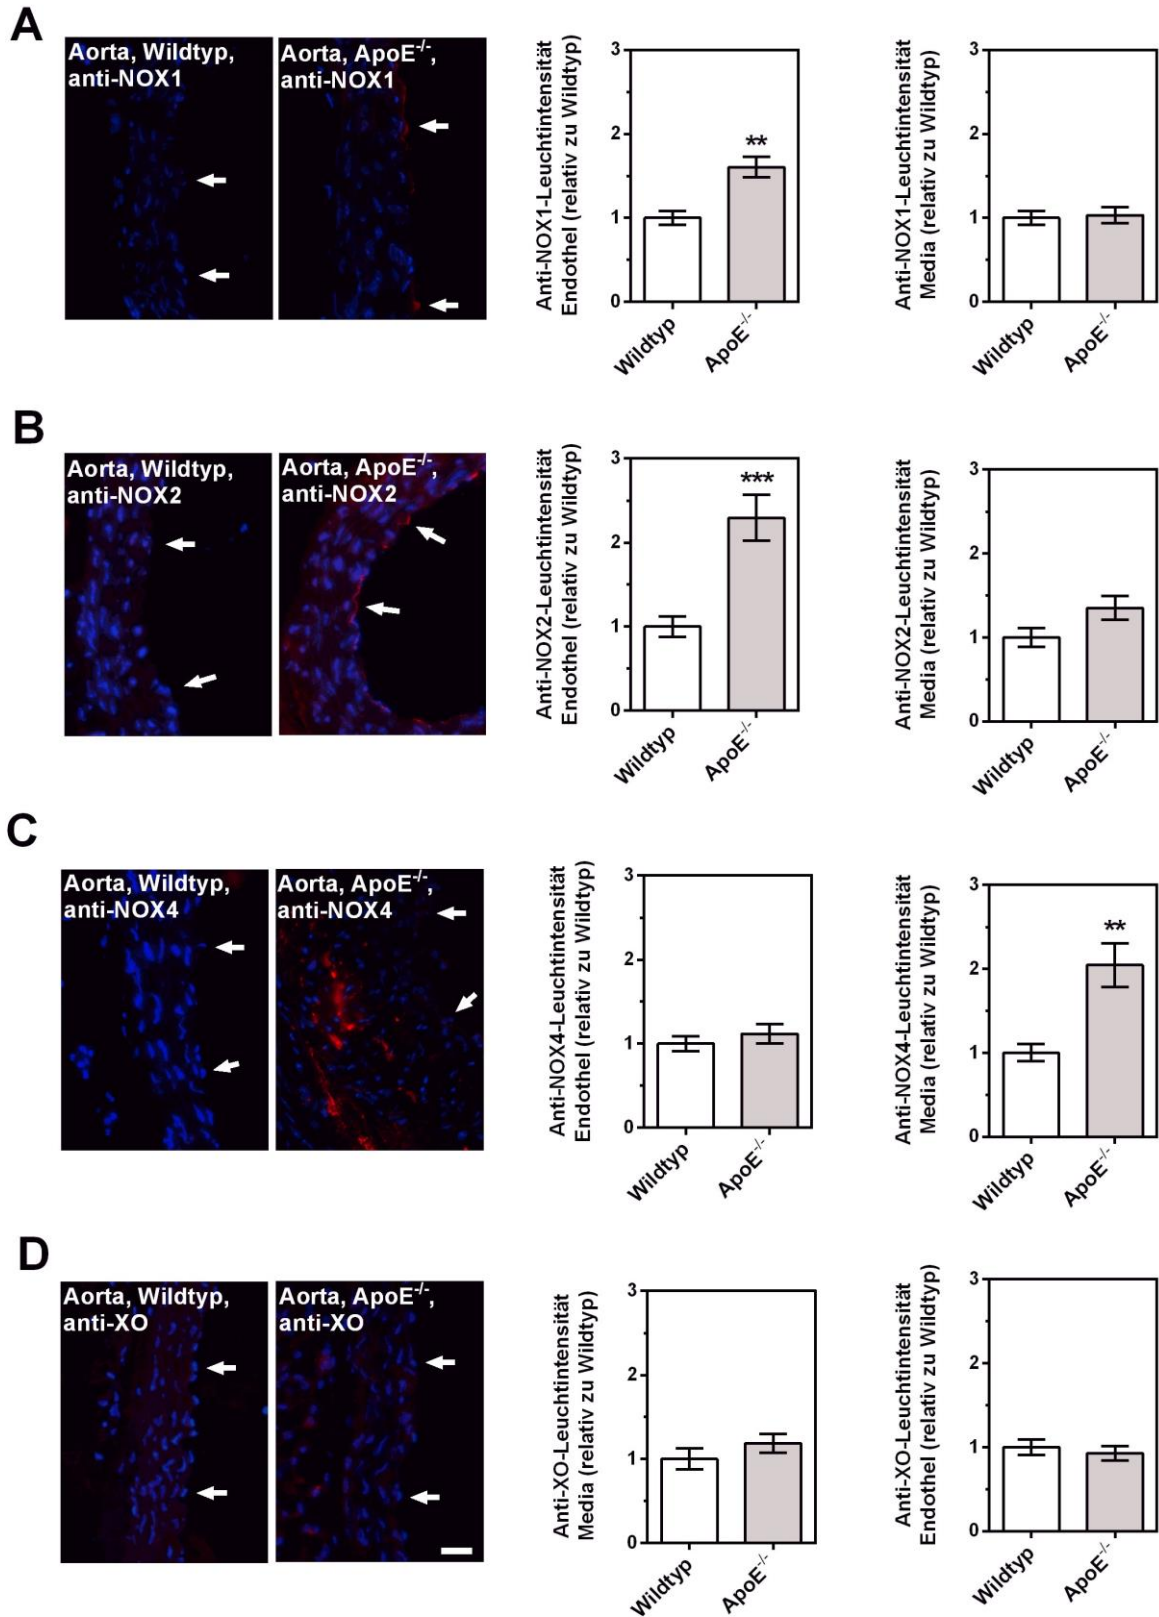 A
Aorta, Wildtyp,
anti-NOX1
Aorta, ApoE-/-,
anti-NOX1
Anti-NOX1-Leuchtintensität
Endothel (relativ zu Wildtyp)
3
2
1
0
**
Wildtyp
ApoE-/-
Anti-NOX1-Leuchtintensität
Media (relativ zu Wildtyp)
3
2
1
0
Wildtyp
ApoE-/-
B
Aorta, Wildtyp,
anti-NOX2
Aorta, ApoE-/-,
anti-NOX2
Anti-NOX2-Leuchtintensität
Endothel (relativ zu Wildtyp)
3
2
1
0
***
Wildtyp
ApoE-/-
Anti-NOX2-Leuchtintensität
Media (relativ zu Wildtyp)
3
2
1
0
Wildtyp
ApoE-/-
C
Aorta, Wildtyp,
anti-NOX4
Aorta, ApoE-/-,
anti-NOX4
Anti-NOX4-Leuchtintensität
Endothel (relativ zu Wildtyp)
3
2
1
0
Wildtyp
ApoE-/-
Anti-NOX4-Leuchtintensität
Media (relativ zu Wildtyp)
3
2
1
0
**
Wildtyp
ApoE-/-
D
Aorta, Wildtyp,
anti-XO
Aorta, ApoE-/-,
anti-XO
Anti-XO-Leuchtintensität
Media (relativ zu Wildtyp)
3
2
1
0
Wildtyp
ApoE-/-
Anti-XO-Leuchtintensität
Endothel (relativ zu Wildtyp)
3
2
1
0
Wildtyp
ApoE-/-